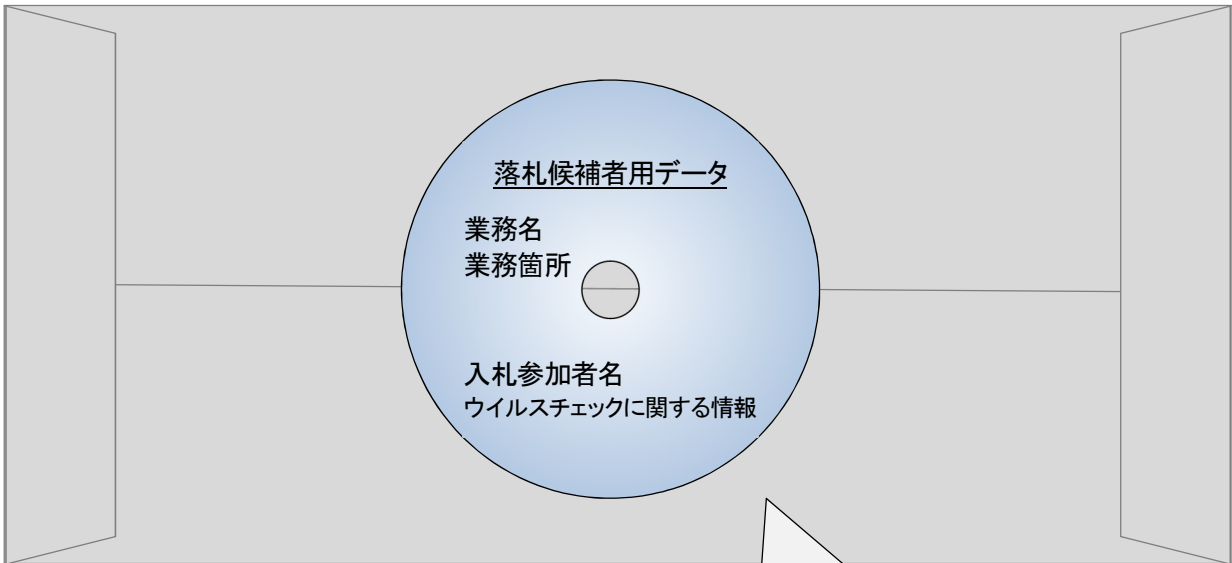 落札候補者用データ
業務名
業務箇所
入札参加者名
ウイルスチェックに関する情報